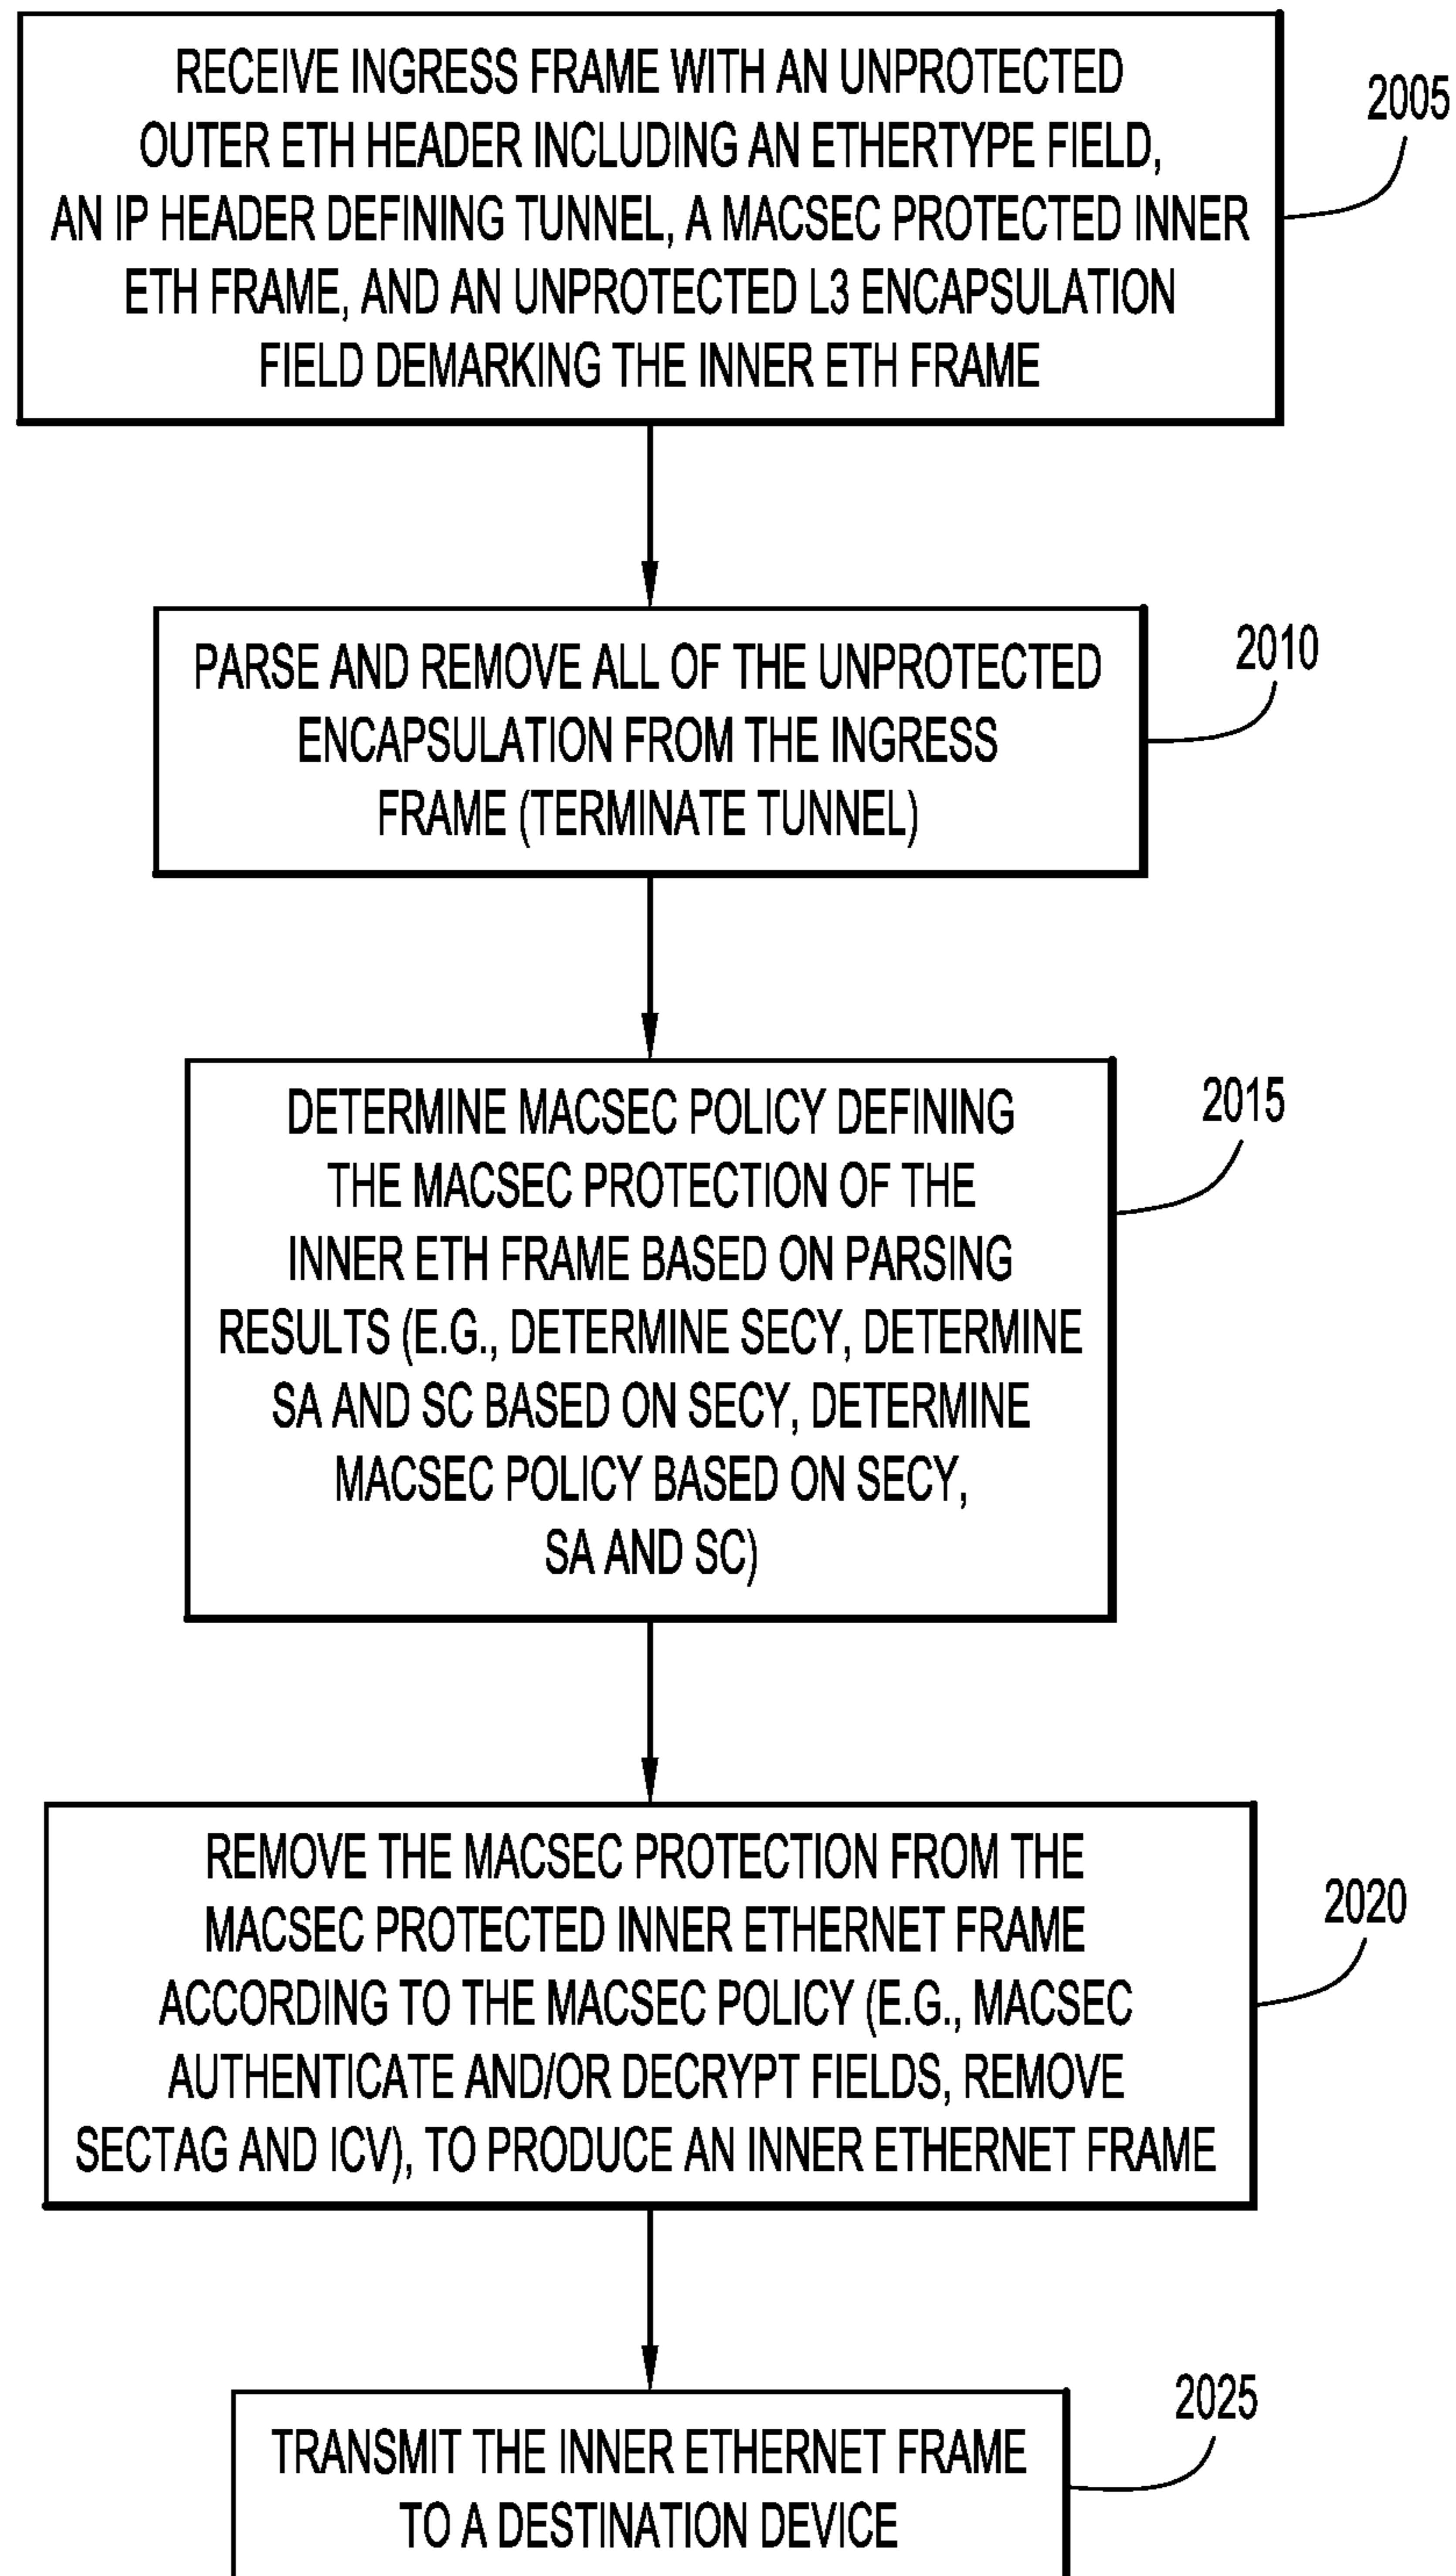 RECEIVE INGRESS FRAME WITH AN UNPROTECTED
OUTER ETH HEADER INCLUDING AN ETHERTYPE FIELD,
AN IP HEADER DEFINING TUNNEL, A MACSEC PROTECTED INNER
ETH FRAME, AND AN UNPROTECTED L3 ENCAPSULATION
FIELD DEMARKING THE INNER ETH FRAME
2005
PARSE AND REMOVE ALL OF THE UNPROTECTED
ENCAPSULATION FROM THE INGRESS
FRAME (TERMINATE TUNNEL)
2010
DETERMINE MACSEC POLICY DEFINING
THE MACSEC PROTECTION OF THE
INNER ETH FRAME BASED ON PARSING
RESULTS (E.G., DETERMINE SECY, DETERMINE
SA AND SC BASED ON SECY, DETERMINE
MACSEC POLICY BASED ON SECY,
SA AND SC)
2015
REMOVE THE MACSEC PROTECTION FROM THE
MACSEC PROTECTED INNER ETHERNET FRAME
ACCORDING TO THE MACSEC POLICY (E.G., MACSEC
AUTHENTICATE AND/OR DECRYPT FIELDS, REMOVE
SECTAG AND ICV), TO PRODUCE AN INNER ETHERNET FRAME
2020
TRANSMIT THE INNER ETHERNET FRAME
TO A DESTINATION DEVICE
2025